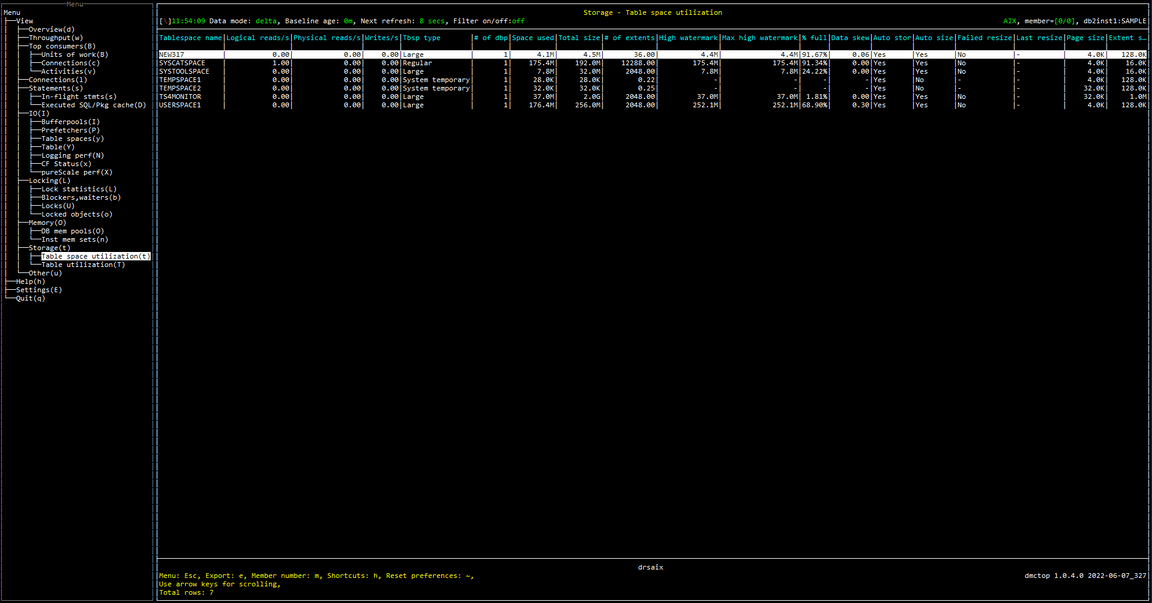 Menu
Menu
View
Overview(d)
Throughput(w)
Top consumers(B)
Units of work(B)
Connections(c)
Activities(v)
Connections(l)
Statements(s)
In-flight stmts(s)
Executed SQL/Pkg cache(D)
IO(I)
Bufferpools(I)
Prefetchers(P)
Table spaces(y)
Table(Y)
Logging perf(N)
CF Status(x)
pureScale perf(X)
Locking(L)
Lock statistics(L)
Blockers,waiters(b)
Locks(U)
Locked objects(o)
Memory(O)
DB mem pools(O)
Inst mem sets(n)
Storage(t)
Table space utilization(t)
Table utilization(T)
Other(u)
Help(h)
Settings(E)
Quit(q)
Storage - Table space utilization
[\]11:54:09 Data mode: delta, Baseline age: 0m, Next refresh: 8 secs, Filter on/off:off AIX, member=[0/0], db2inst1:SAMPLE
Tablespace name|Logical reads/s|Physical reads/s|Writes/s|Tbsp type |# of dbp|Space used|Total size|# of extents|High watermark|Max high watermark|% full|Data skew|Auto stor|Auto size|Failed resize|Last resize|Page size|Extent s…
NEW317 | 0.00| 0.00| 0.00|Large | 1| 4.1M| 4.5M| 36.00| 4.4M| 4.4M|91.67%| 0.06|Yes |Yes |No |- | 4.0K| 128.0K
SYSCATSPACE | 1.00| 0.00| 0.00|Regular | 1| 175.4M| 192.0M| 12288.00| 175.4M| 175.4M|91.34%| 0.00|Yes |Yes |No |- | 4.0K| 16.0K
SYSTOOLSPACE | 0.00| 0.00| 0.00|Large | 1| 7.8M| 32.0M| 2048.00| 7.8M| 7.8M|24.22%| 0.00|Yes |Yes |No |- | 4.0K| 16.0K
TEMPSPACE1 | 0.00| 0.00| 0.00|System temporary| 1| 28.0K| 28.0K| 0.22| -| -| -| -|Yes |No |- |- | 4.0K| 128.0K
TEMPSPACE2 | 0.00| 0.00| 0.00|System temporary| 1| 32.0K| 32.0K| 0.25| -| -| -| -|Yes |No |- |- | 32.0K| 128.0K
TS4MONITOR | 0.00| 0.00| 0.00|Large | 1| 37.0M| 2.0G| 2048.00| 37.0M| 37.0M| 1.81%| 0.00|Yes |Yes |No |- | 32.0K| 1.0M
USERSPACE1 | 0.00| 0.00| 0.00|Large | 1| 176.4M| 256.0M| 2048.00| 252.1M| 252.1M|68.90%| 0.30|Yes |Yes |No |- | 4.0K| 128.0K
drsaix
Menu: Esc, Export: e, Member number: m, Shortcuts: h, Reset preferences: ~, dmctop 1.0.4.0 2022-06-07_327
Use arrow keys for scrolling,
Total rows: 7